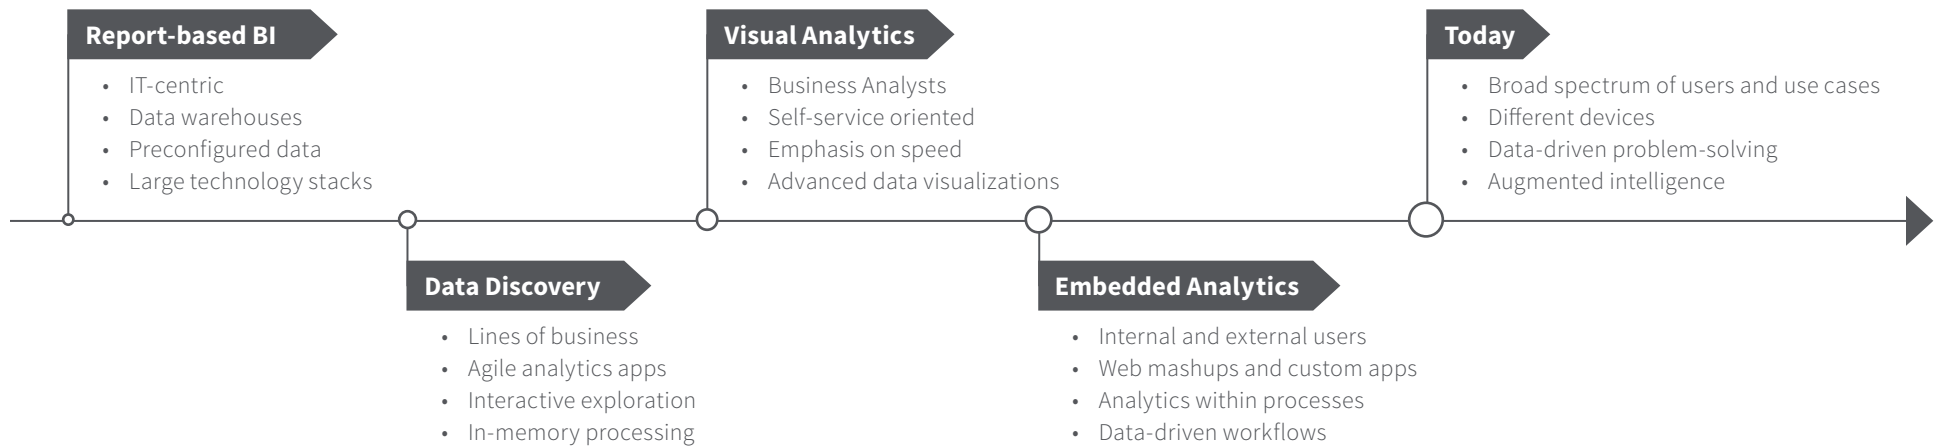 Report-based BI
• IT-centric
• Data warehouses
• Preconfigured data
• Large technology stacks
Data Discovery
• Lines of business
• Agile analytics apps
• Interactive exploration
• In-memory processing
Visual Analytics
• Business Analysts
• Self-service oriented
• Emphasis on speed
• Advanced data visualizations
Embedded Analytics
• Internal and external users
• Web mashups and custom apps
• Analytics within processes
• Data-driven workflows
Today
• Broad spectrum of users and use cases
• Different devices
• Data-driven problem-solving
• Augmented intelligence